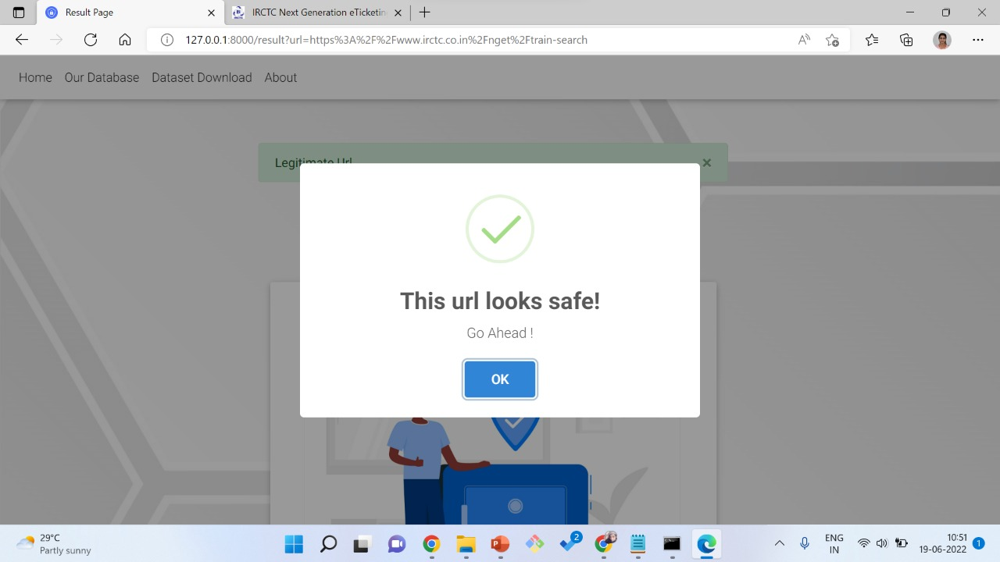 Result Page
IRCTC Next Generation eTicketin
127.0.0.1:8000/result?url=https%3A%2F%2Fwww.irctc.co.in%2Fnget%2Ftrain-search
Home Our Database Dataset Download About
Legitimate Url
This url looks safe!
Go Ahead !
OK
29°C
Partly sunny
2
ENG
IN
10:51
19-06-2022
1